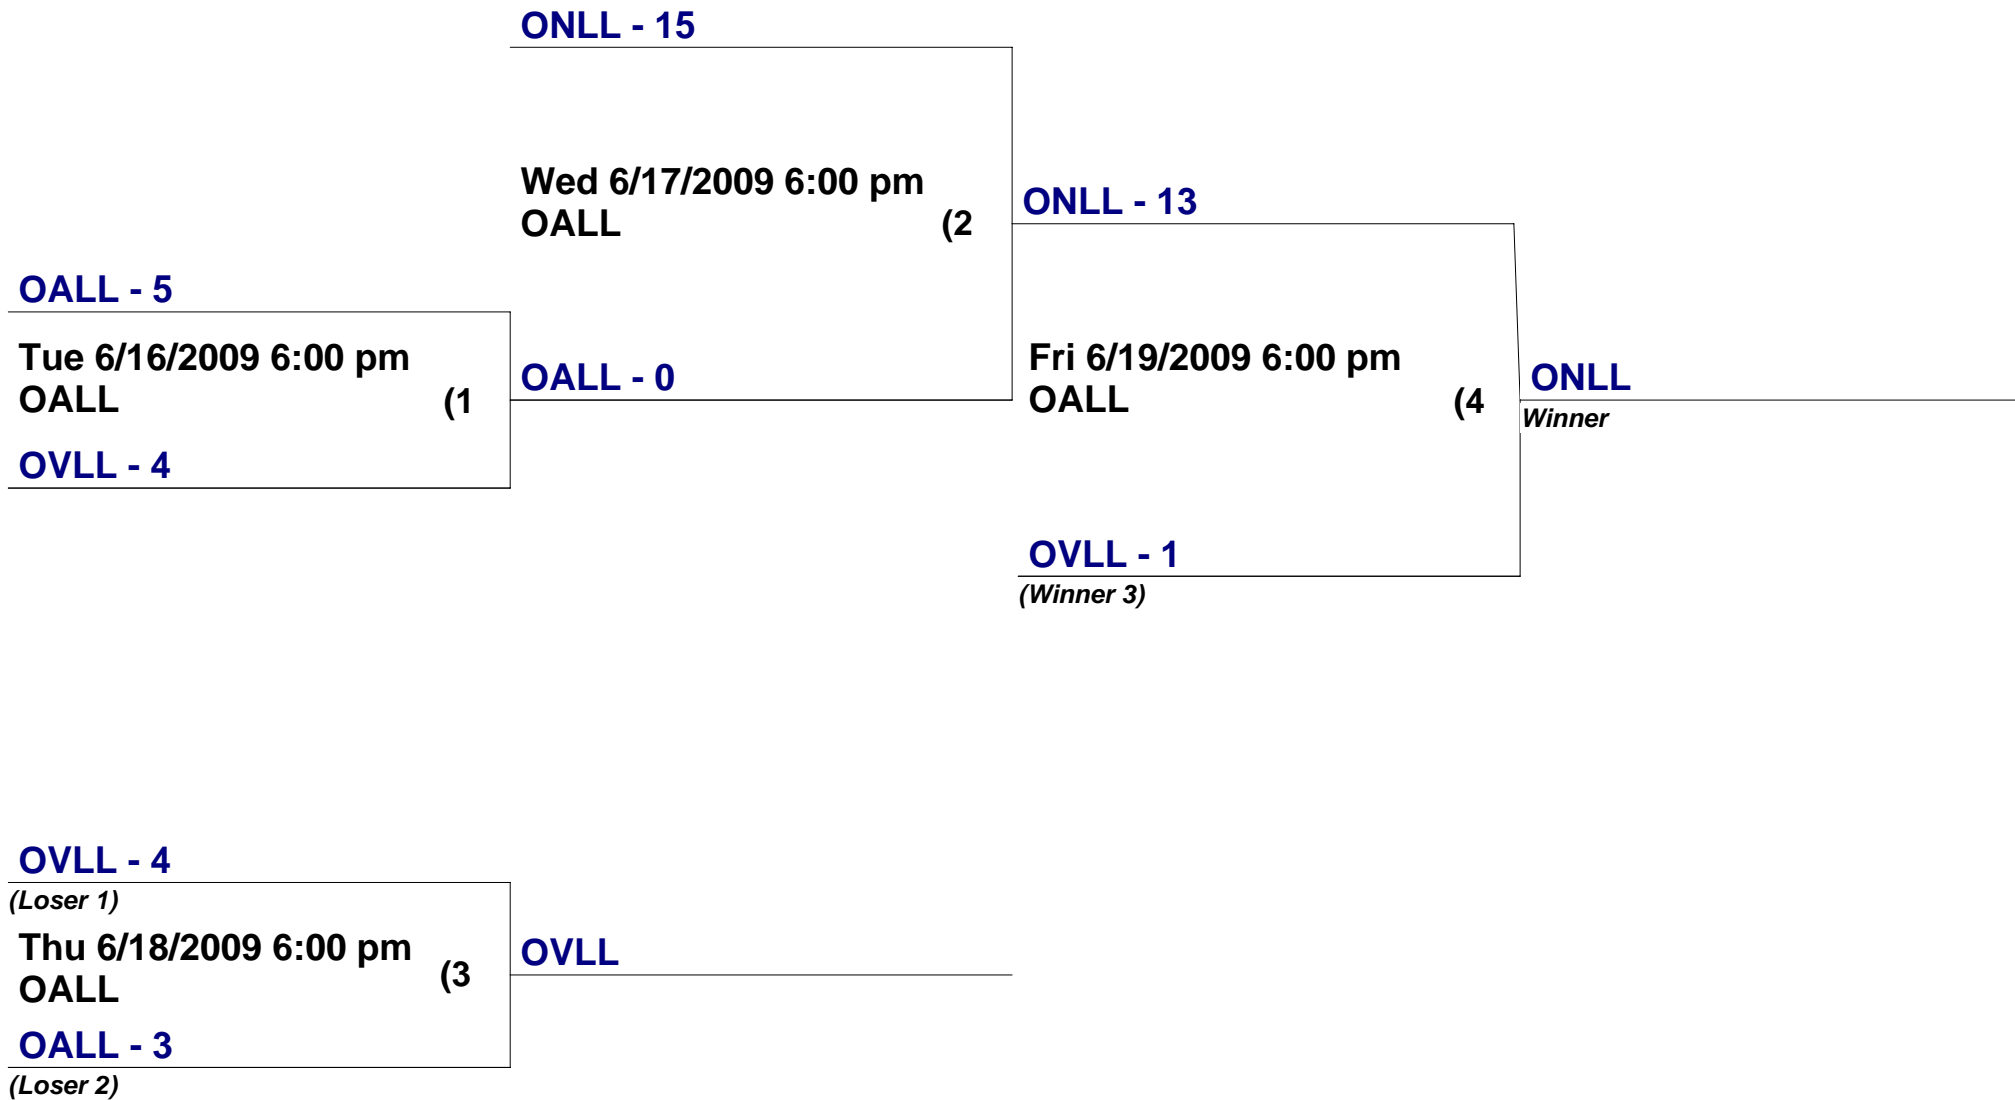 ONLL - 15
Wed 6/17/2009 6:00 pm
OALL (2
ONLL - 13
OALL - 5
Tue 6/16/2009 6:00 pm
OALL (1
OALL - 0
Fri 6/19/2009 6:00 pm
OALL (4
ONLL
Winner
OVLL - 4
OVLL - 1
(Winner 3)
OVLL - 4
(Loser 1)
Thu 6/18/2009 6:00 pm
OALL (3
OVLL
OALL - 3
(Loser 2)